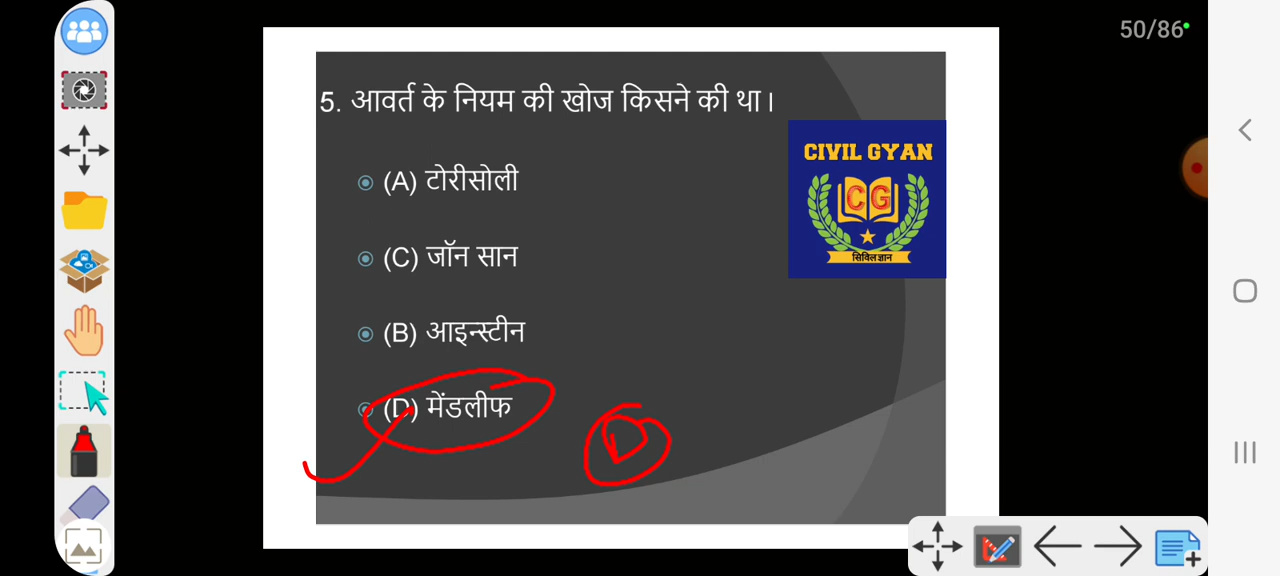 50/86
5. आवर्त के नियम की खोज किसने की था।
CIVIL GYAN
CG
सिविल ज्ञान
(A) टोरीसोली
(C) जॉन सान
(B) आइन्स्टीन
(D) मेंडलीफ
D